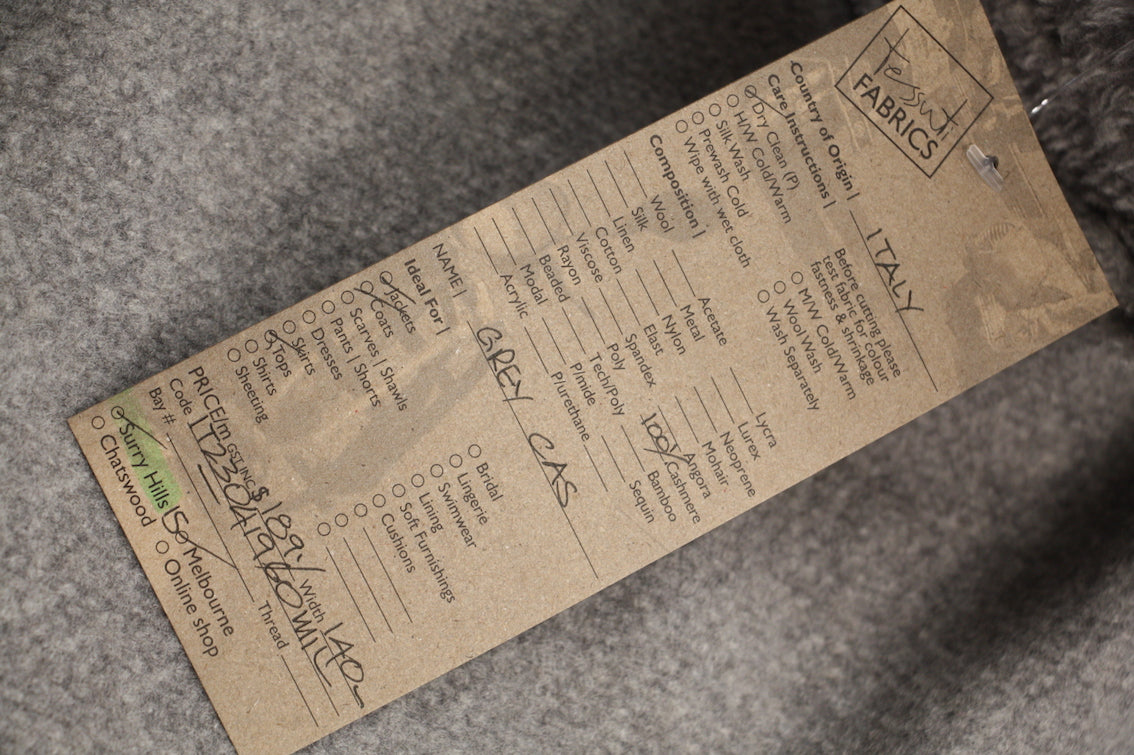 tessuti
FABRICS
Country of Origin | ITALY
Care Instructions |
Dry Clean (P)
H/W Cold/Warm
Silk Wash
Prewash Cold
Wipe with wet cloth
Before cutting please
test fabric for colour
fastness & shrinkage
M/W Cold/Warm
Wool Wash
Wash Separately
Composition |
Wool
Silk
Linen
Cotton
Viscose
Rayon
Beaded
Modal
Acrylic
Acetate
Metal
Nylon
Elast
Spandex
Poly
Tech/Poly
P/mide
P/urethane
Lycra
Lurex
Neoprene
Mohair
Angora
100% Cashmere
Bamboo
Sequin
NAME | GREY CAS
Ideal For |
Jackets
Coats
Scarves | Shawls
Pants | Shorts
Dresses
Skirts
Tops
Shirts
Sheeting
Bridal
Lingerie
Swimwear
Lining
Soft Furnishings
Cushions
PRICE/m GST INC $ 189 Width 140
Code
Bay # Thread
Surry Hills Melbourne
Chatswood Online shop